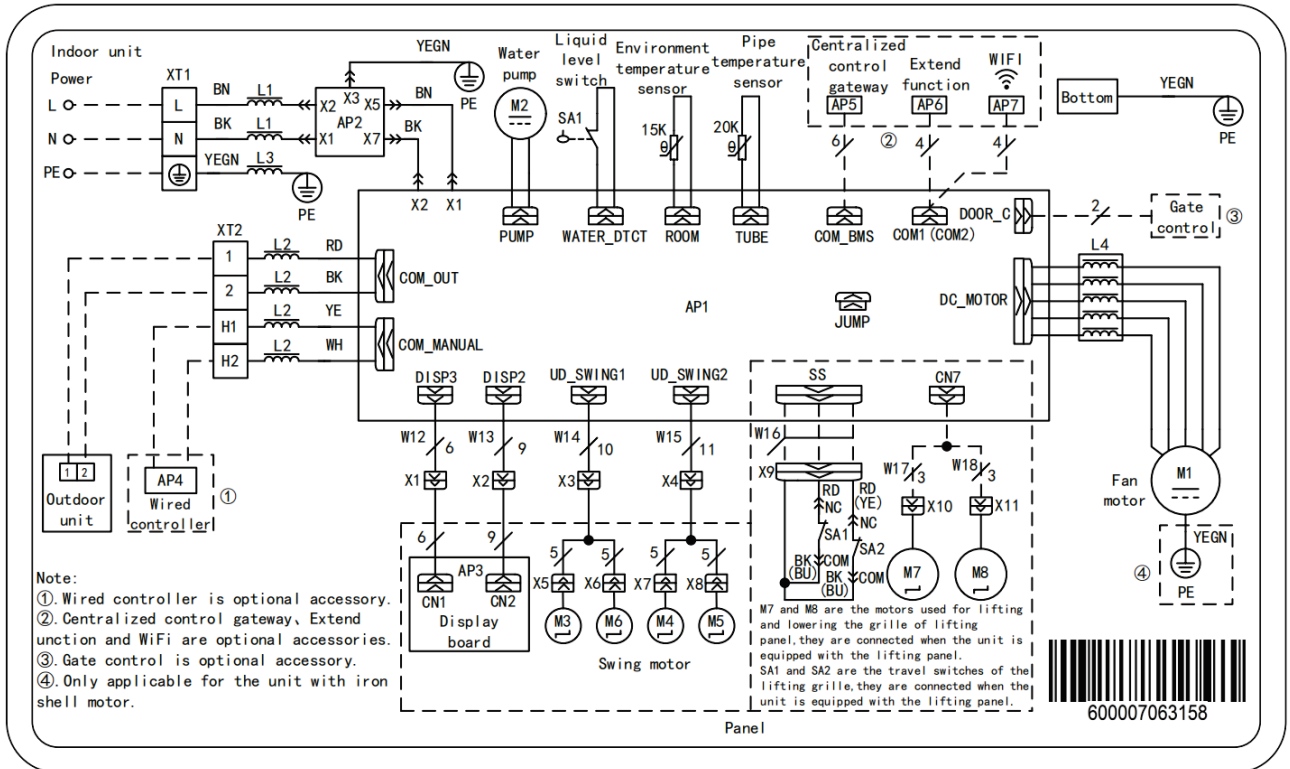 Indoor unit
Power
L
N
PE
XT1
L
N
BN
BK
YEGN
L1
L1
L3
PE
X2
X3
X5
X1
AP2
X7
YEGN
PE
BN
BK
X2
X1
Water
pump
M2
Liquid
level
switch
SA1
Environment
temperature
sensor
15K
θ
Pipe
temperature
sensor
20K
θ
Centralized
control
gateway
AP5
Extend
function
AP6
WIFI
AP7
6
②
4
4
Bottom
YEGN
PE
PUMP
WATER_DTCT
ROOM
TUBE
COM_BMS
COM1(COM2)
DOOR_C
2
Gate
control
③
XT2
1
2
H1
H2
L2
L2
L2
L2
RD
BK
YE
WH
COM_OUT
COM_MANUAL
AP1
JUMP
DC_MOTOR
L4
DISP3
DISP2
UD_SWING1
UD_SWING2
SS
CN7
W12
6
W13
9
W14
10
W15
11
W16
W17
3
W18
3
X1
X2
X3
X4
X9
X10
X11
1
2
Outdoor
unit
AP4
Wired
controller
①
6
9
AP3
CN1
CN2
Display
board
5
5
5
5
X5
X6
X7
X8
M3
M6
M4
M5
Swing motor
RD
NC
SA1
BK
(BU)
COM
RD
(YE)
NC
SA2
BK
(BU)
COM
M7
M8
M7 and M8 are the motors used for lifting
and lowering the grille of lifting
panel,they are connected when the unit is
equipped with the lifting panel.
SA1 and SA2 are the travel switches of the
lifting grille,they are connected when the
unit is equipped with the lifting panel.
Fan
motor
M1
YEGN
④
PE
Note:
①. Wired controller is optional accessory.
②. Centralized control gateway、Extend
unction and WiFi are optional accessories.
③. Gate control is optional accessory.
④. Only applicable for the unit with iron
shell motor.
Panel
600007063158